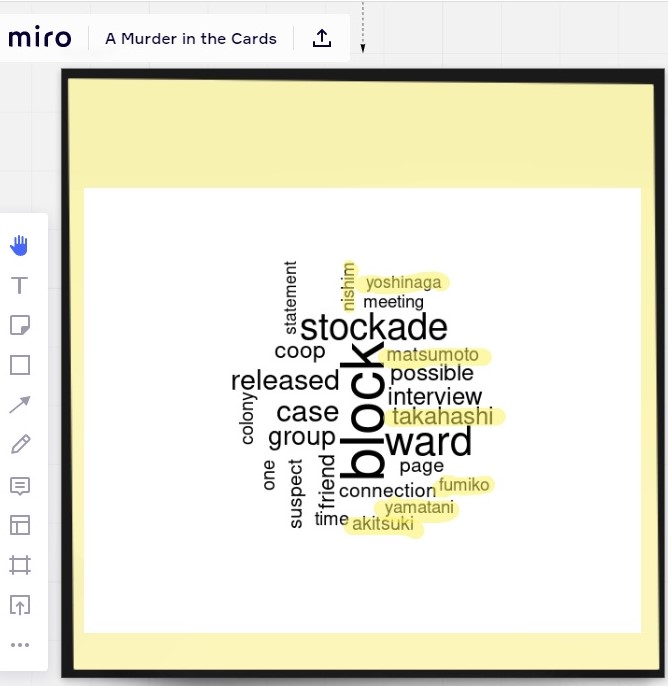 miro
A Murder in the Cards
T
statement
nishim
yoshinaga
meeting
stockade
coop
matsumoto
block
released
possible
interview
colony
case
takahashi
group
ward
one
suspect
friend
page
connection
fumiko
yamatani
time
akitsuki